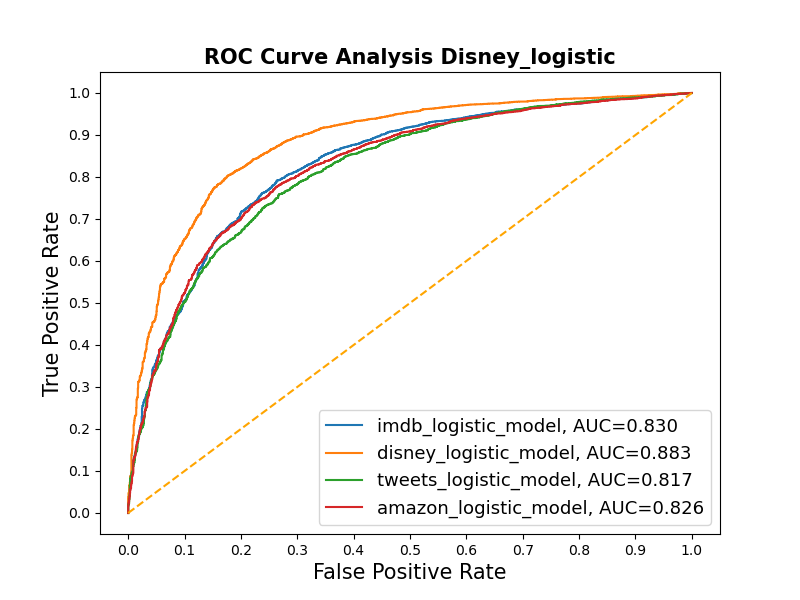 ROC Curve Analysis Disney_logistic
True Positive Rate
1.0
0.9
0.8
0.7
0.6
0.5
0.4
0.3
0.2
0.1
0.0
imdb_logistic_model, AUC=0.830
disney_logistic_model, AUC=0.883
tweets_logistic_model, AUC=0.817
amazon_logistic_model, AUC=0.826
0.0 0.1 0.2 0.3 0.4 0.5 0.6 0.7 0.8 0.9 1.0
False Positive Rate